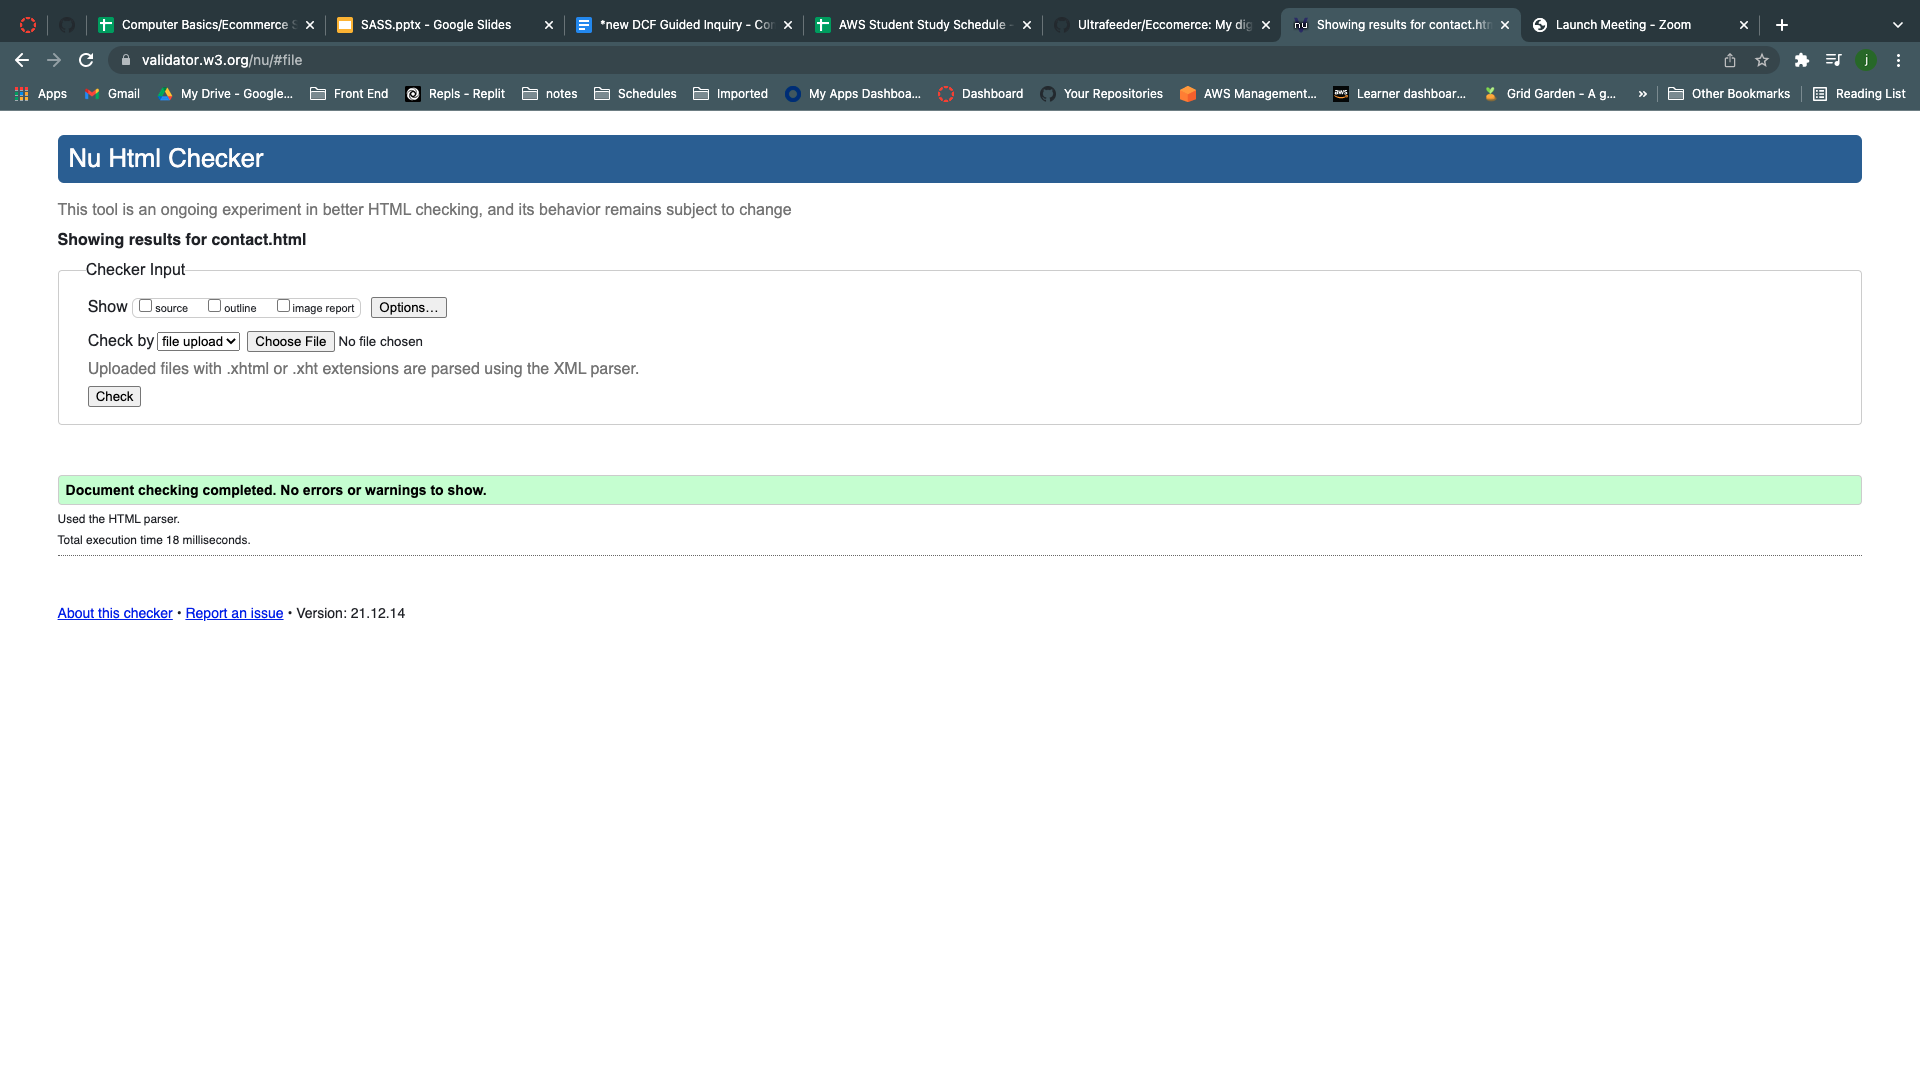 Computer Basics/Ecommerce S
SASS.pptx - Google Slides
*new DCF Guided Inquiry - Cor
AWS Student Study Schedule -
Ultrafeeder/Eccomerce: My dig
nu
Showing results for contact.htm
Launch Meeting - Zoom
validator.w3.org/nu/#file
j
Apps
Gmail
My Drive - Google...
Front End
Repls - Replit
notes
Schedules
Imported
My Apps Dashboa...
Dashboard
Your Repositories
AWS Management...
aws
Learner dashboar...
Grid Garden - A g...
»
Other Bookmarks
Reading List
Nu Html Checker
This tool is an ongoing experiment in better HTML checking, and its behavior remains subject to change
Showing results for contact.html
Checker Input
Show source outline image report Options...
Check by file upload Choose File No file chosen
Uploaded files with .xhtml or .xht extensions are parsed using the XML parser.
Check
Document checking completed. No errors or warnings to show.
Used the HTML parser.
Total execution time 18 milliseconds.
About this checker • Report an issue • Version: 21.12.14